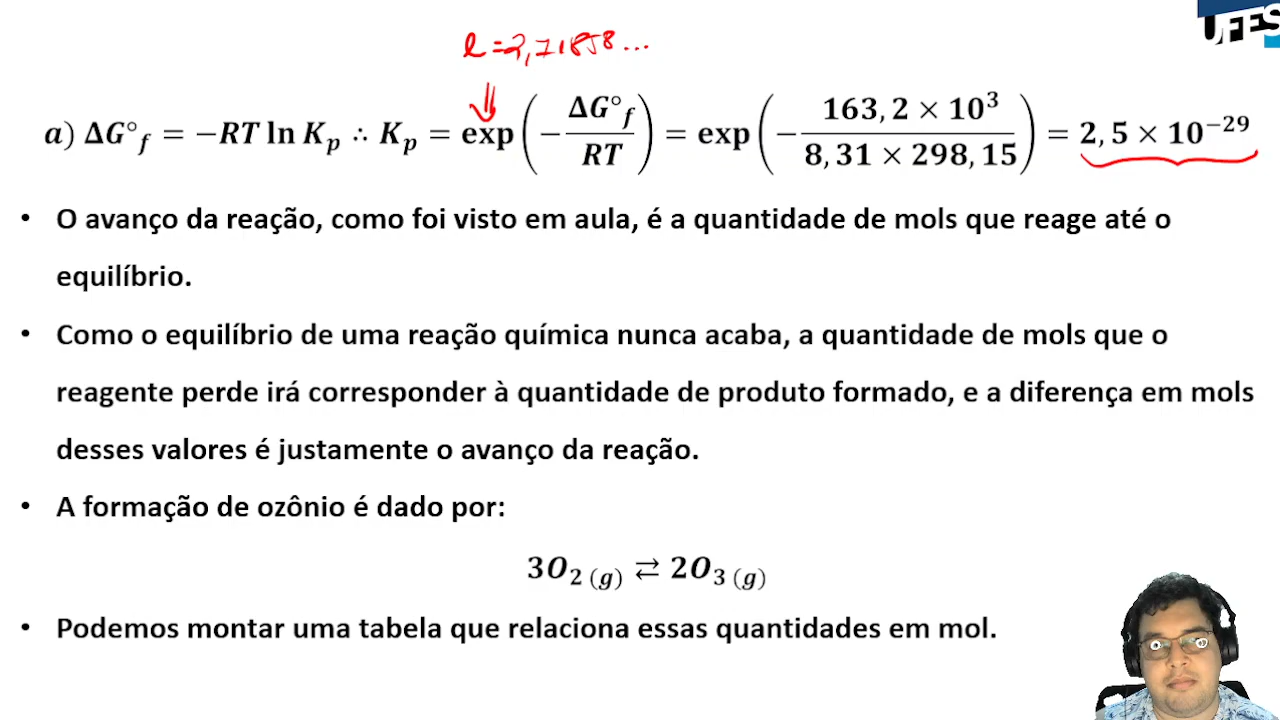 UFES
e=2,71858...
a) ΔG°f = −RT ln Kp ∴ Kp = exp(−ΔG°f/RT) = exp(−163,2 × 10³/8,31 × 298,15) = 2,5 × 10⁻²⁹
• O avanço da reação, como foi visto em aula, é a quantidade de mols que reage até o
equilíbrio.
• Como o equilíbrio de uma reação química nunca acaba, a quantidade de mols que o
reagente perde irá corresponder à quantidade de produto formado, e a diferença em mols
desses valores é justamente o avanço da reação.
• A formação de ozônio é dado por:
3O₂ (g) ⇄ 2O₃ (g)
• Podemos montar uma tabela que relaciona essas quantidades em mol.